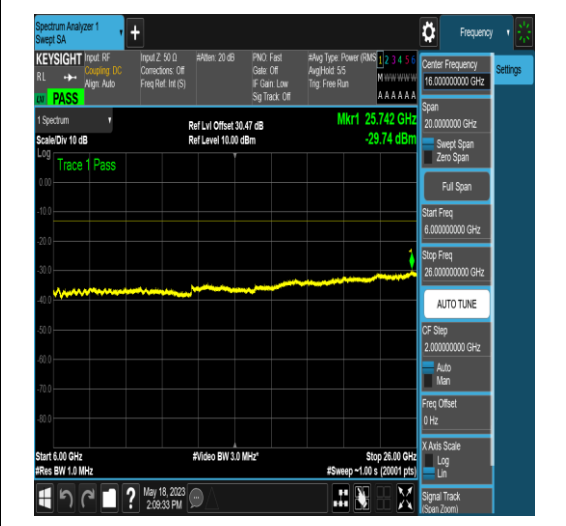 Spectrum Analyzer 1
Swept SA
+
Frequency
KEYSIGHT
RL
Input: RF
Coupling: DC
Align: Auto
Input Z: 50 Ω
Corrections: Off
Freq Ref: Int (S)
#Atten: 20 dB
PNO: Fast
Gate: Off
IF Gain: Low
Sig Track: Off
#Avg Type: Power (RMS
Avg|Hold: 5/5
Trig: Free Run
1 2 3 4 5 6
M w w w w w
A A A A A A
PASS
Center Frequency
16.000000000 GHz
Settings
Span
20.0000000 GHz
Swept Span
Zero Span
Full Span
Start Freq
6.000000000 GHz
Stop Freq
26.000000000 GHz
AUTO TUNE
CF Step
2.000000000 GHz
Auto
Man
Freq Offset
0 Hz
X Axis Scale
Log
Lin
Signal Track
(Span Zoom)
1 Spectrum
Scale/Div 10 dB
Ref Lvl Offset 30.47 dB
Ref Level 10.00 dBm
Mkr1 25.742 GHz
-29.74 dBm
Log
Trace 1 Pass
0.00
-10.0
-20.0
-30.0
-40.0
-50.0
-60.0
-70.0
-80.0
1
Start 6.00 GHz
#Res BW 1.0 MHz
#Video BW 3.0 MHz*
Stop 26.00 GHz
#Sweep ~1.00 s (20001 pts)
?
May 18, 2023
2:09:33 PM